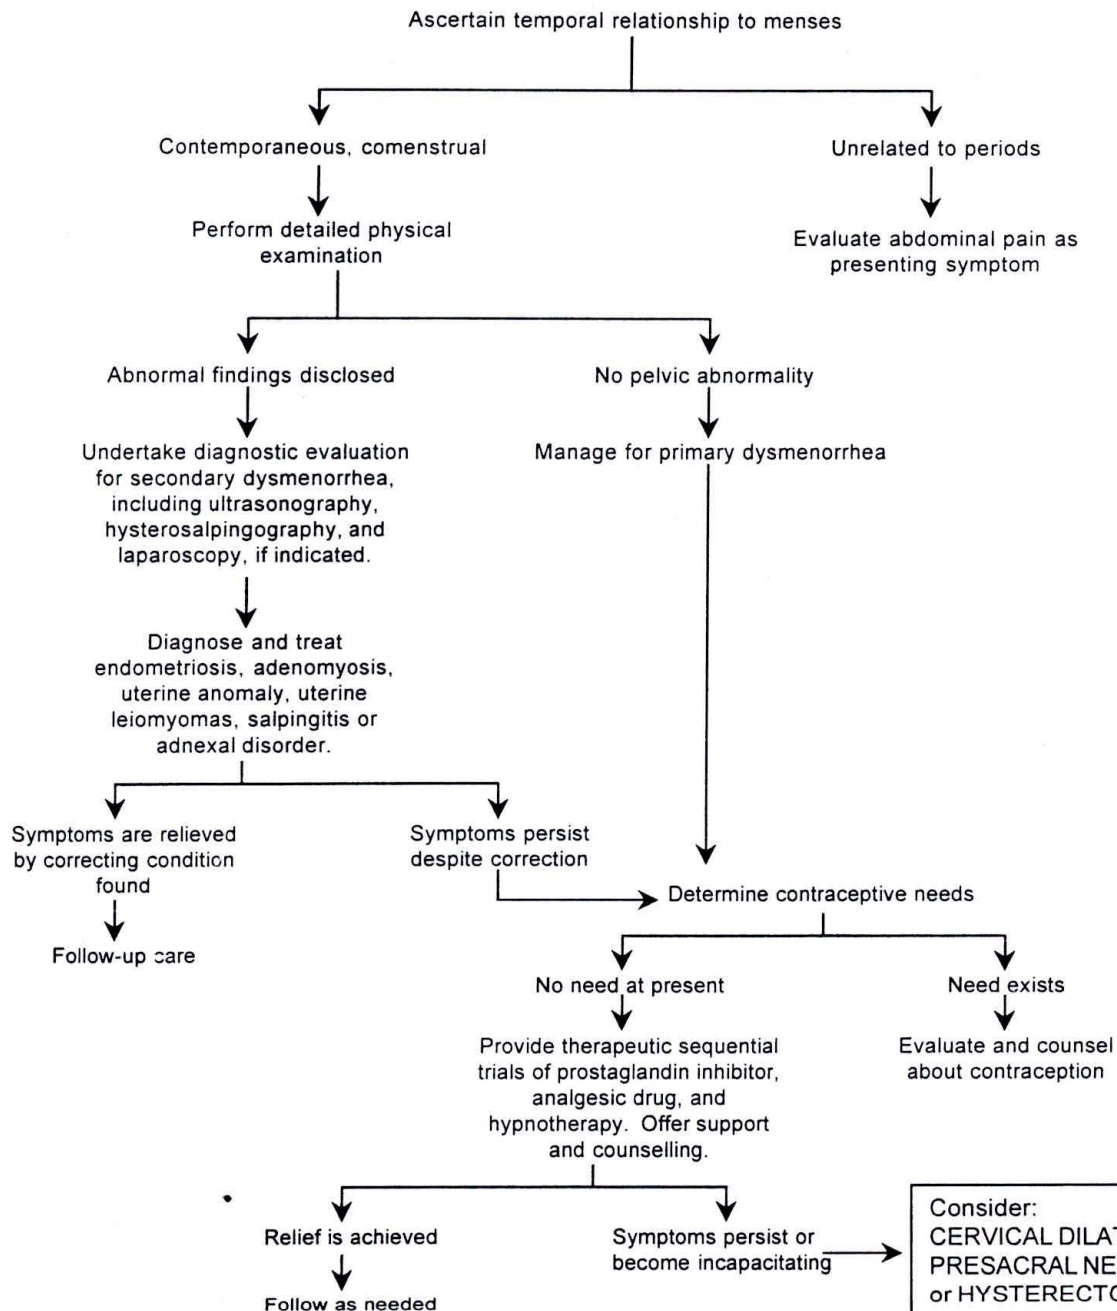 Ascertain temporal relationship to menses
Contemporaneous, comenstrual
Unrelated to periods
Perform detailed physical
examination
Evaluate abdominal pain as
presenting symptom
Abnormal findings disclosed
No pelvic abnormality
Undertake diagnostic evaluation
for secondary dysmenorrhea,
including ultrasonography,
hysterosalpingography, and
laparoscopy, if indicated.
Manage for primary dysmenorrhea
Diagnose and treat
endometriosis, adenomyosis,
uterine anomaly, uterine
leiomyomas, salpingitis or
adnexal disorder.
Symptoms are relieved
by correcting condition
found
Symptoms persist
despite correction
Follow-up care
Determine contraceptive needs
No need at present
Need exists
Provide therapeutic sequential
trials of prostaglandin inhibitor,
analgesic drug, and
hypnotherapy. Offer support
and counselling.
Evaluate and counsel
about contraception
Relief is achieved
Symptoms persist or
become incapacitating
Follow as needed
Consider:
CERVICAL
PRESACRAL
or